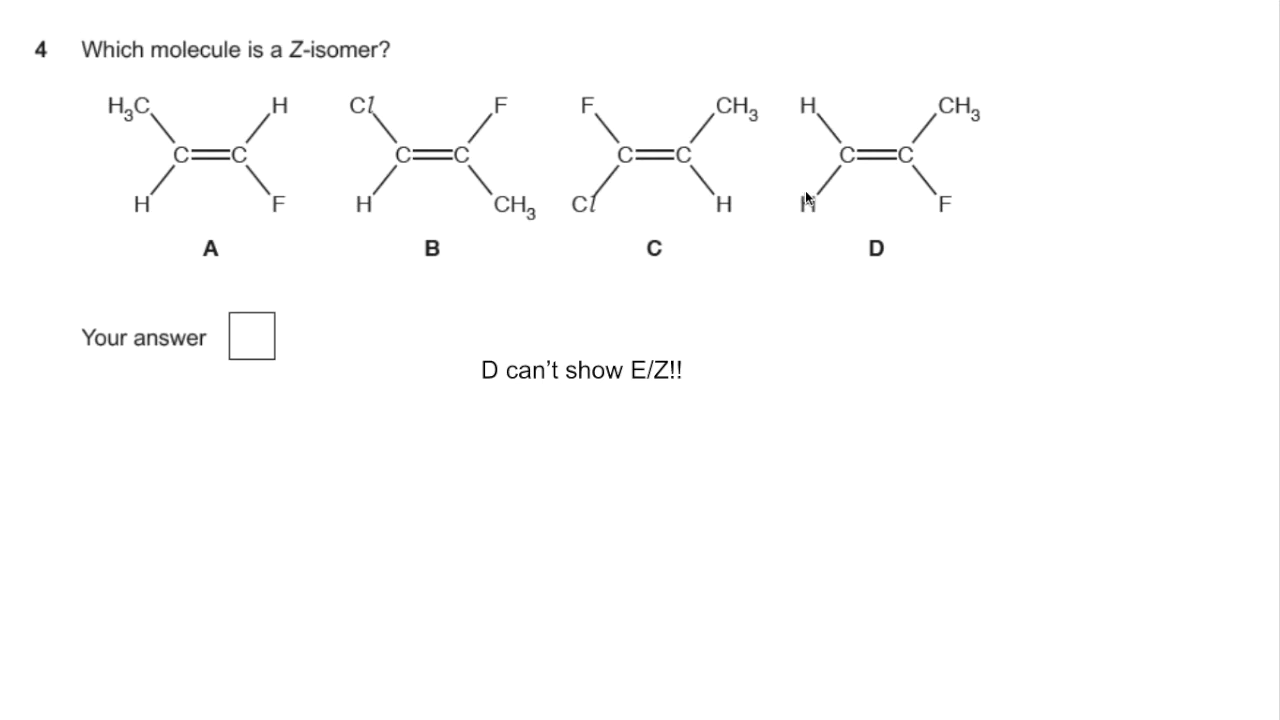 4 Which molecule is a Z-isomer?
H₃C H Cl F F CH₃ H CH₃
C C C C C C C C
H F H CH₃ Cl H H F
A B C D
Your answer
D can’t show E/Z!!